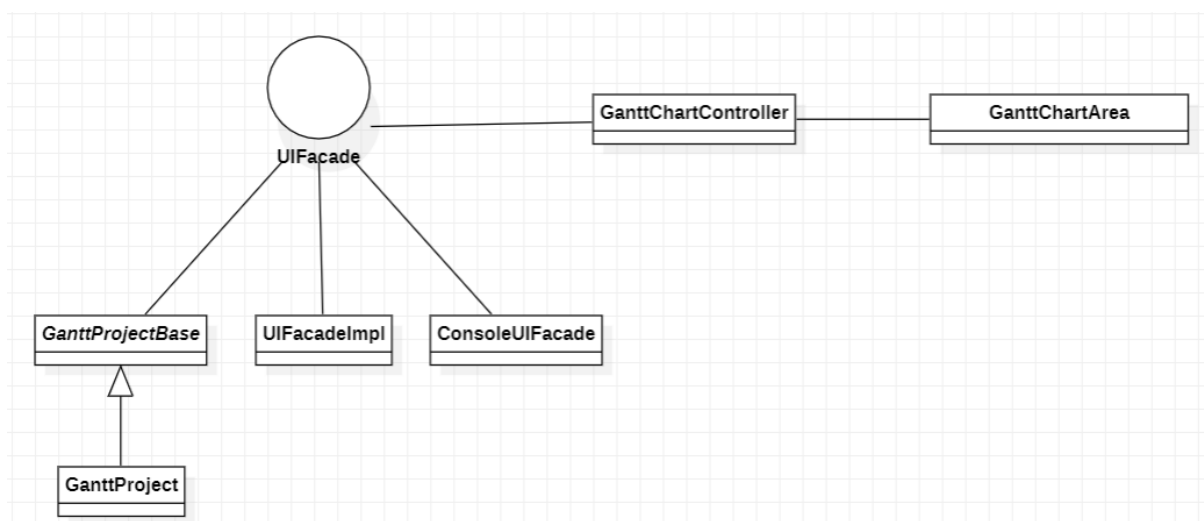 UIFacade
GanttChartController
GanttChartArea
GanttProjectBase
UIFacadeImpl
ConsoleUIFacade
GanttProject